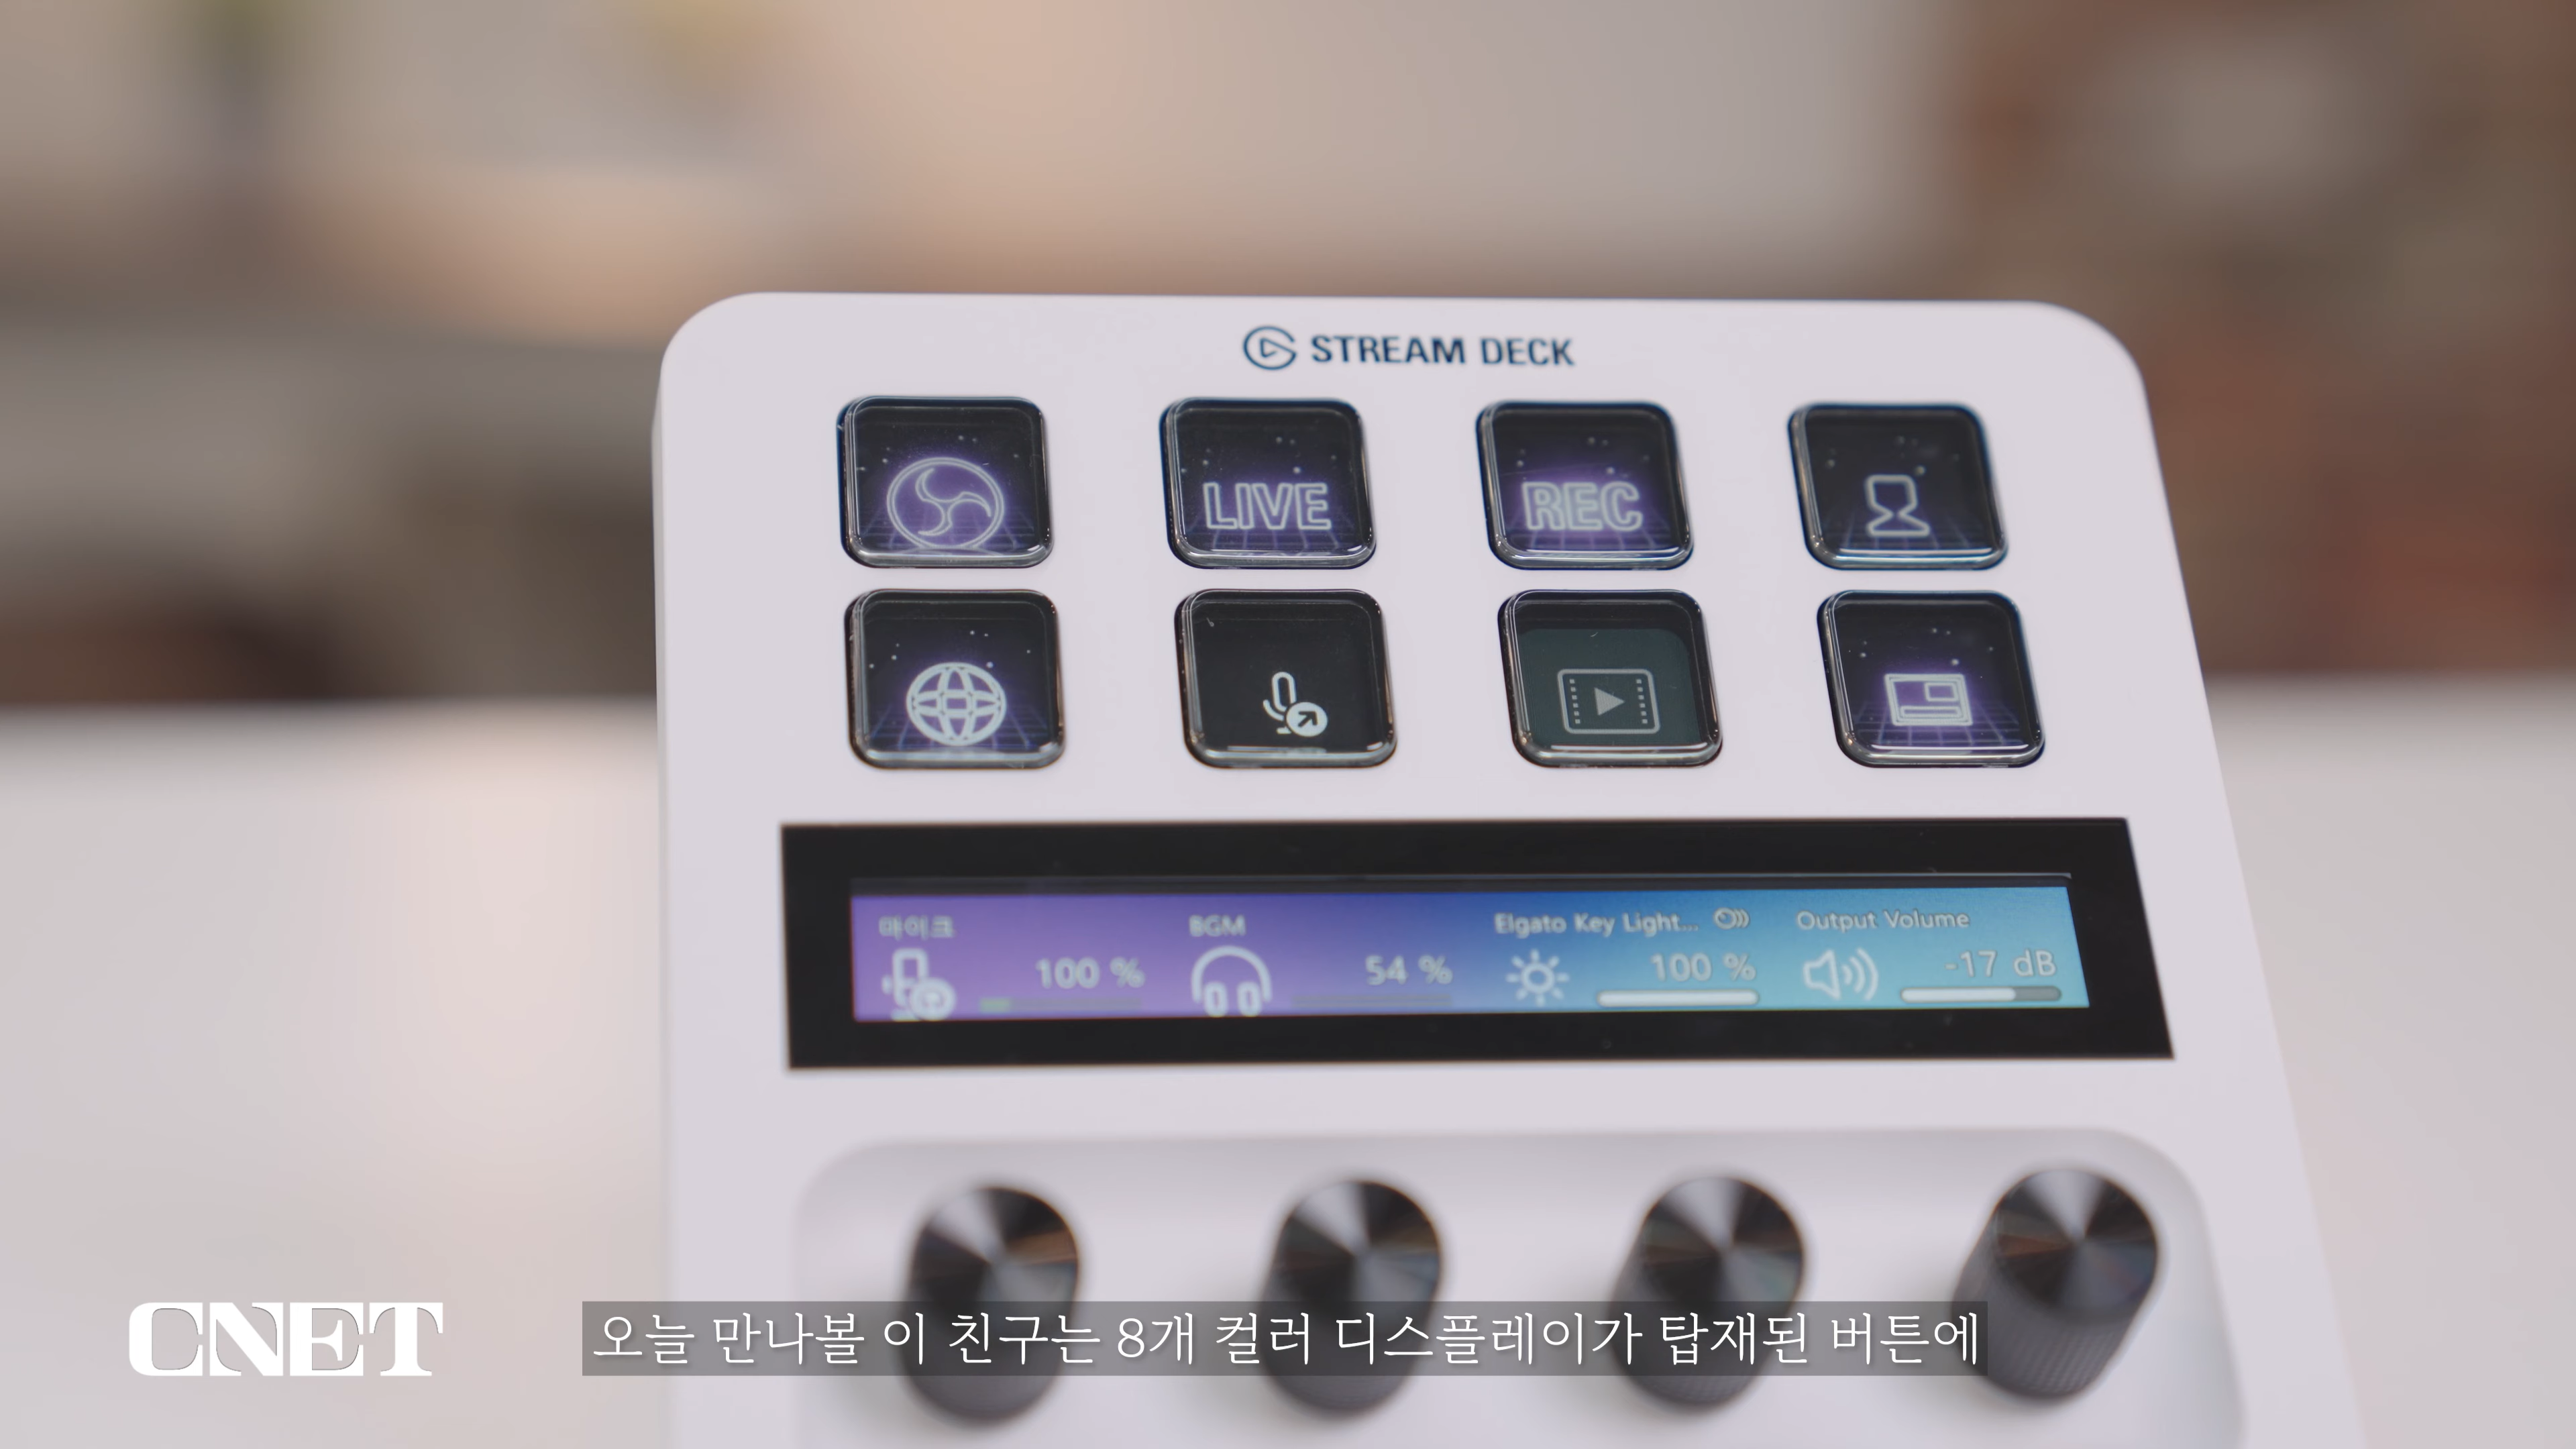 STREAM DECK
LIVE
REC
마이크
BGM
Elgato Key Light...
Output Volume
100 %
54 %
100 %
-17 dB
CNET
오늘 만나볼 이 친구는 8개 컬러 디스플레이가 탑재된 버튼에